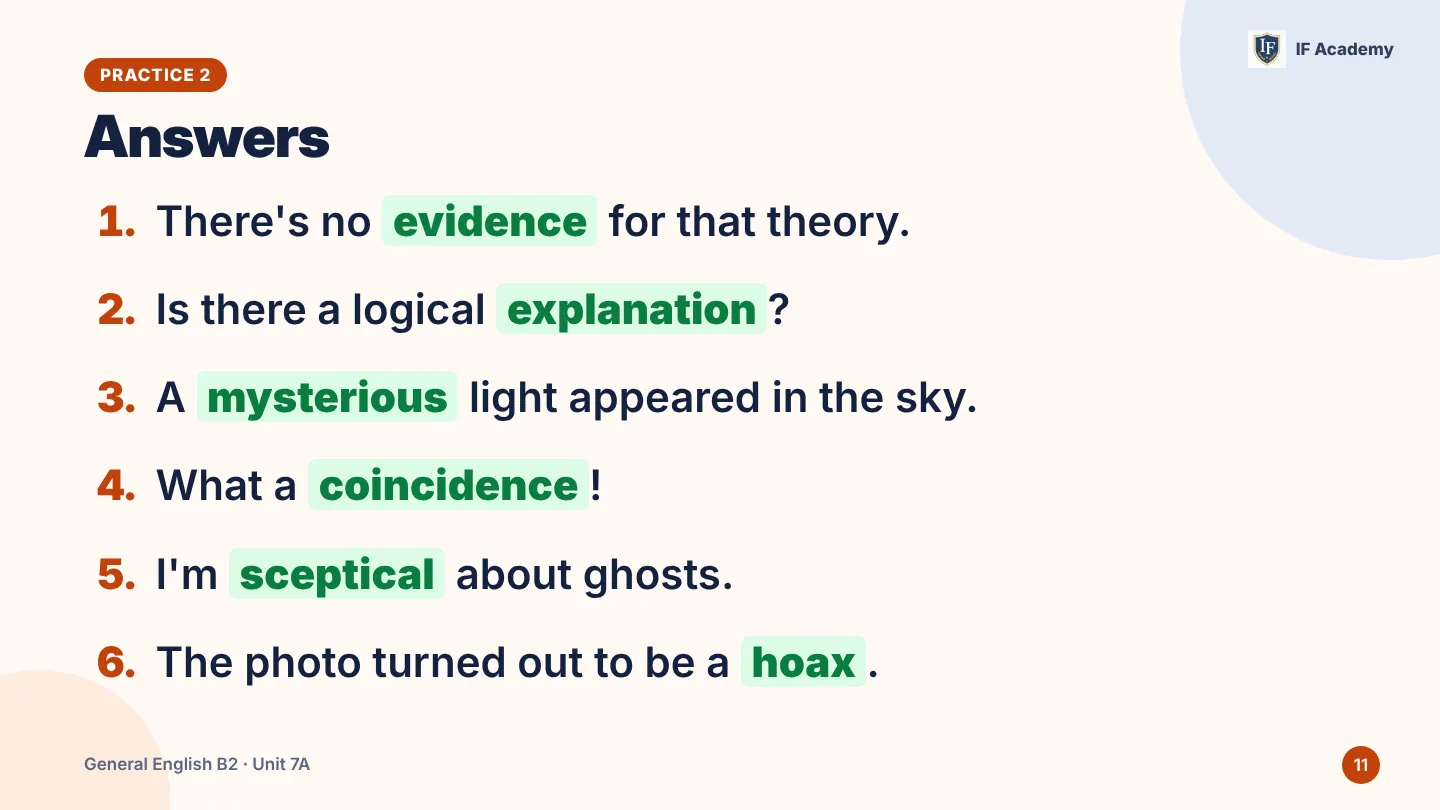 IF Academy
PRACTICE 2
Answers
1. There's no evidence for that theory.
2. Is there a logical explanation?
3. A mysterious light appeared in the sky.
4. What a coincidence!
5. I'm sceptical about ghosts.
6. The photo turned out to be a hoax.
General English B2 · Unit 7A
11